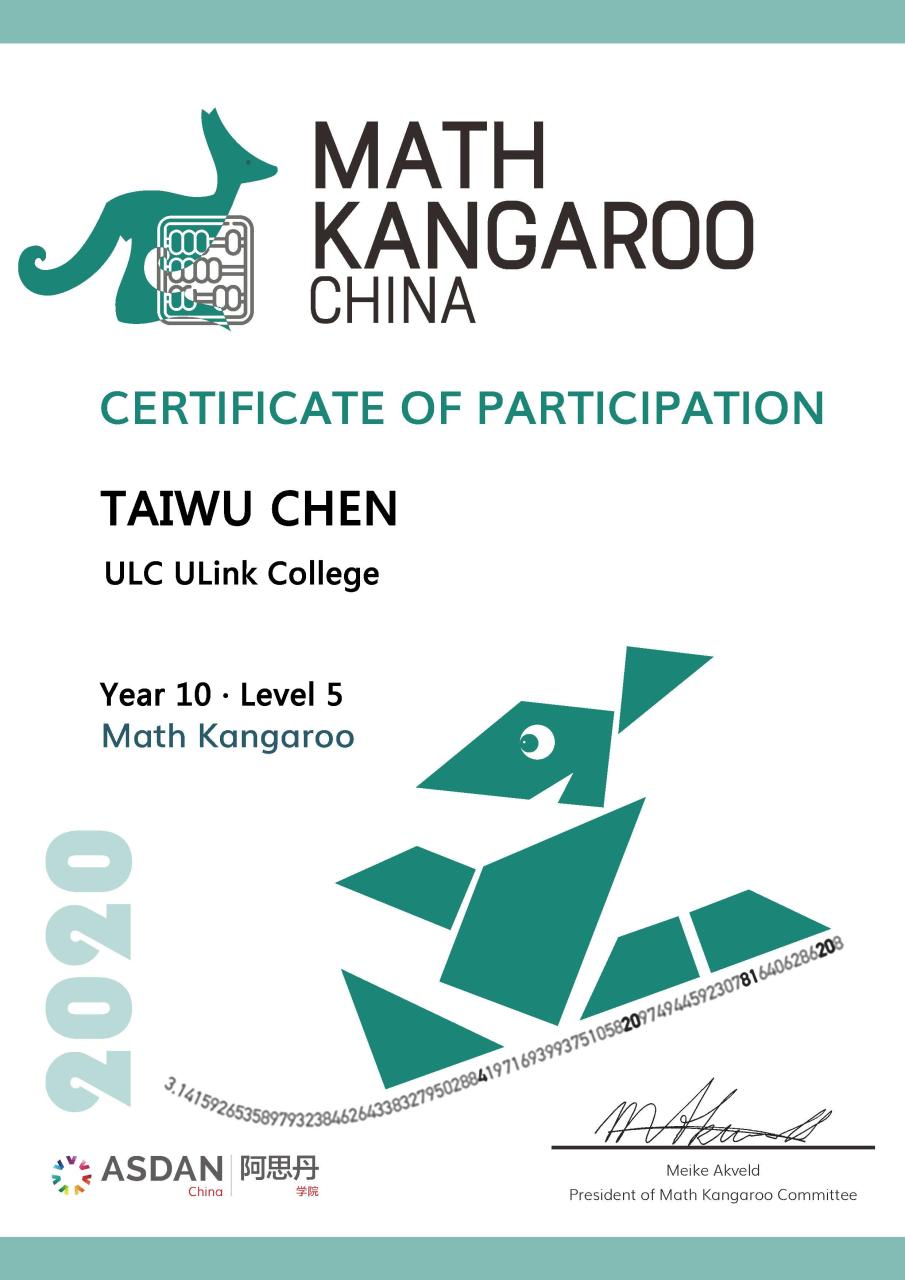 MATH
KANGAROO
CHINA
CERTIFICATE OF PARTICIPATION
TAIWU CHEN
ULC ULink College
Year 10 · Level 5
Math Kangaroo
2020
3.141592653589793238462643383279502884197169399375105820974944592307816406286208
ASDAN
China
阿思丹
学院
Meike Akveld
President of Math Kangaroo Committee